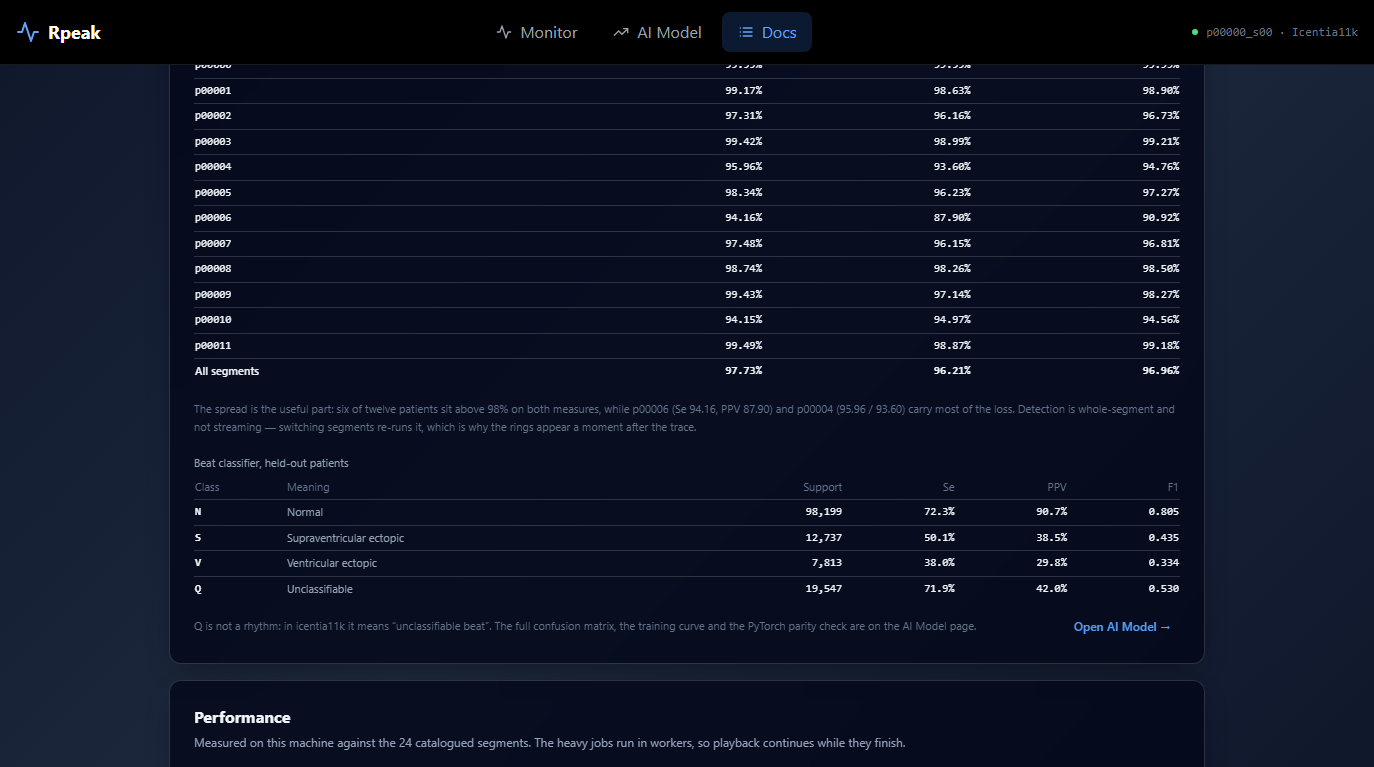 Rpeak
Monitor
AI Model
Docs
p00000_s00 · Icentia11k
p00001 99.17% 98.63% 98.90%
p00002 97.31% 96.16% 96.73%
p00003 99.42% 98.99% 99.21%
p00004 95.96% 93.60% 94.76%
p00005 98.34% 96.23% 97.27%
p00006 94.16% 87.90% 90.92%
p00007 97.48% 96.15% 96.81%
p00008 98.74% 98.26% 98.50%
p00009 99.43% 97.14% 98.27%
p00010 94.15% 94.97% 94.56%
p00011 99.49% 98.87% 99.18%
All segments 97.73% 96.21% 96.96%
The spread is the useful part: six of twelve patients sit above 98% on both measures, while p00006 (Se 94.16, PPV 87.90) and p00004 (95.96 / 93.60) carry most of the loss. Detection is whole-segment and
not streaming — switching segments re-runs it, which is why the rings appear a moment after the trace.
Beat classifier, held-out patients
Class Meaning Support Se PPV F1
N Normal 98,199 72.3% 90.7% 0.805
S Supraventricular ectopic 12,737 50.1% 38.5% 0.435
V Ventricular ectopic 7,813 38.0% 29.8% 0.334
Q Unclassifiable 19,547 71.9% 42.0% 0.530
Q is not a rhythm: in icentia11k it means “unclassifiable beat”. The full confusion matrix, the training curve and the PyTorch parity check are on the AI Model page.
Open AI Model →
Performance
Measured on this machine against the 24 catalogued segments. The heavy jobs run in workers, so playback continues while they finish.